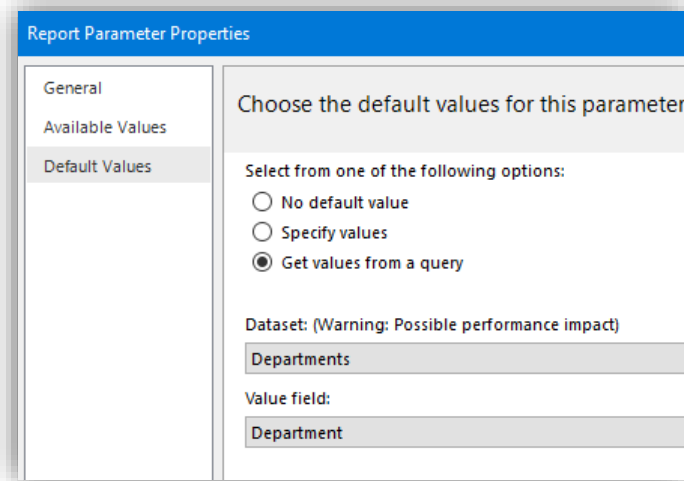 Report Parameter Properties
General
Available Values
Default Values
Choose the default values for this parameter
Select from one of the following options:
No default value
Specify values
Get values from a query
Dataset: (Warning: Possible performance impact)
Departments
Value field:
Department